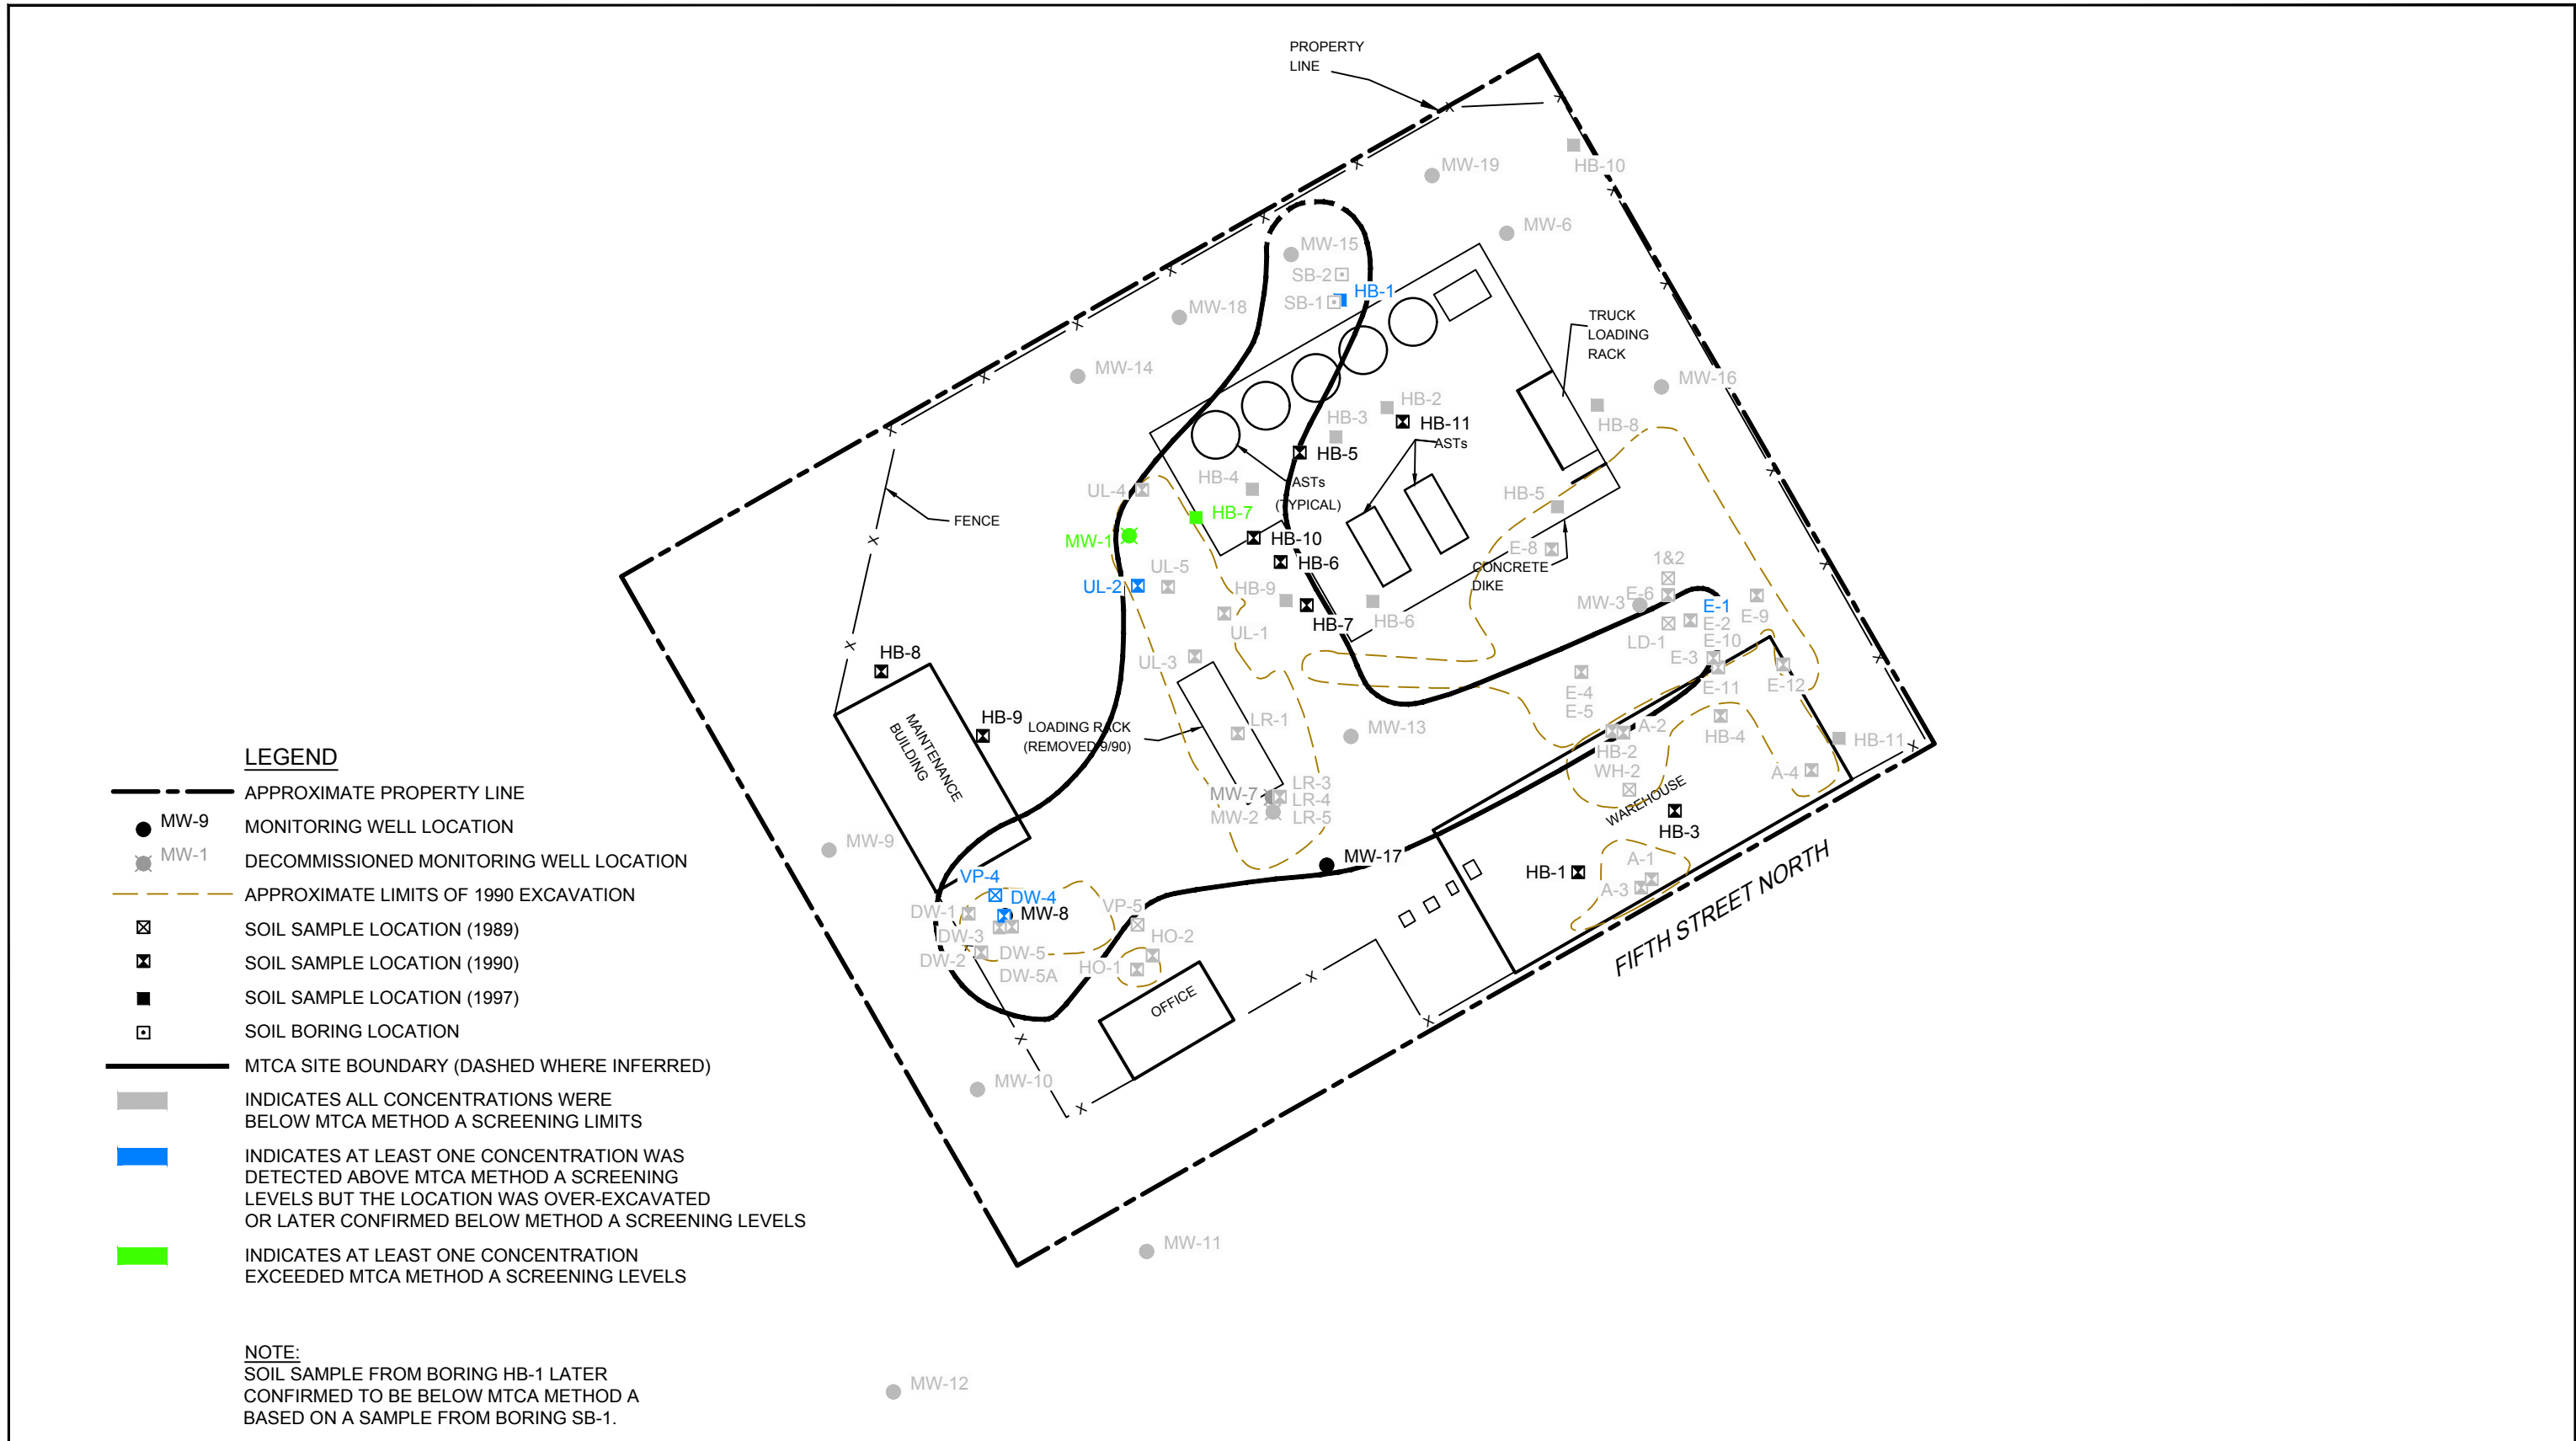 PROPERTY
LINE
MW-19
HB-10
MW-6
MW-15
SB-2
SB-1
HB-1
MW-18
TRUCK
LOADING
RACK
MW-14
MW-16
HB-2
HB-3
HB-11
ASTs
HB-8
HB-5
HB-4
ASTs
(TYPICAL)
UL-4
HB-5
HB-7
FENCE
MW-1
HB-10
E-8
HB-6
CONCRETE
DIKE
1&2
UL-5
UL-2
HB-9
E-6
MW-3
E-1
E-2
E-9
HB-7
HB-6
UL-1
LD-1
E-10
HB-8
UL-3
E-3
E-4
E-5
E-11
E-12
MAINTENANCE
BUILDING
HB-9
LOADING RACK
(REMOVED 9/90)
LR-1
MW-13
A-2
HB-2
HB-4
HB-11
WH-2
A-4
WAREHOUSE
MW-7
LR-3
LR-4
MW-2
LR-5
HB-3
MW-9
MW-17
HB-1
A-1
A-3
FIFTH STREET NORTH
VP-4
DW-4
DW-1
MW-8
VP-5
DW-3
HO-2
DW-2
DW-5
HO-1
DW-5A
OFFICE
MW-10
MW-11
MW-12
LEGEND
APPROXIMATE PROPERTY LINE
MW-9
MONITORING WELL LOCATION
MW-1
DECOMMISSIONED MONITORING WELL LOCATION
APPROXIMATE LIMITS OF 1990 EXCAVATION
SOIL SAMPLE LOCATION (1989)
SOIL SAMPLE LOCATION (1990)
SOIL SAMPLE LOCATION (1997)
SOIL BORING LOCATION
MTCA SITE BOUNDARY (DASHED WHERE INFERRED)
INDICATES ALL CONCENTRATIONS WERE
BELOW MTCA METHOD A SCREENING LIMITS
INDICATES AT LEAST ONE CONCENTRATION WAS
DETECTED ABOVE MTCA METHOD A SCREENING
LEVELS BUT THE LOCATION WAS OVER-EXCAVATED
OR LATER CONFIRMED BELOW METHOD A SCREENING LEVELS
INDICATES AT LEAST ONE CONCENTRATION
EXCEEDED MTCA METHOD A SCREENING LEVELS
NOTE:
SOIL SAMPLE FROM BORING HB-1 LATER
CONFIRMED TO BE BELOW MTCA METHOD A
BASED ON A SAMPLE FROM BORING SB-1.